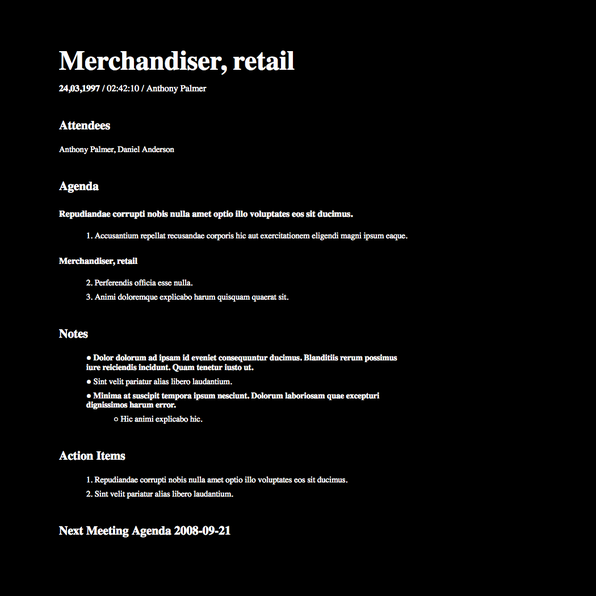 Merchandiser, retail
24,03,1997 / 02:42:10 / Anthony Palmer
Attendees
Anthony Palmer, Daniel Anderson
Agenda
Repudiandae corrupti nobis nulla amet optio illo voluptates eos sit ducimus.
1. Accusantium repellat recusandae corporis hic aut exercitationem eligendi magni ipsum eaque.
Merchandiser, retail
2. Perferendis officia esse nulla.
3. Animi doloremque explicabo harum quisquam quaerat sit.
Notes
● Dolor dolorum ad ipsam id eveniet consequuntur ducimus. Blanditiis rerum possimus
iure reiciendis incidunt. Quam tenetur iusto ut.
● Sint velit pariatur alias libero laudantium.
● Minima at suscipit tempora ipsum nesciunt. Dolorum laboriosam quae excepturi
dignissimos harum error.
○ Hic animi explicabo hic.
Action Items
1. Repudiandae corrupti nobis nulla amet optio illo voluptates eos sit ducimus.
2. Sint velit pariatur alias libero laudantium.
Next Meeting Agenda 2008-09-21